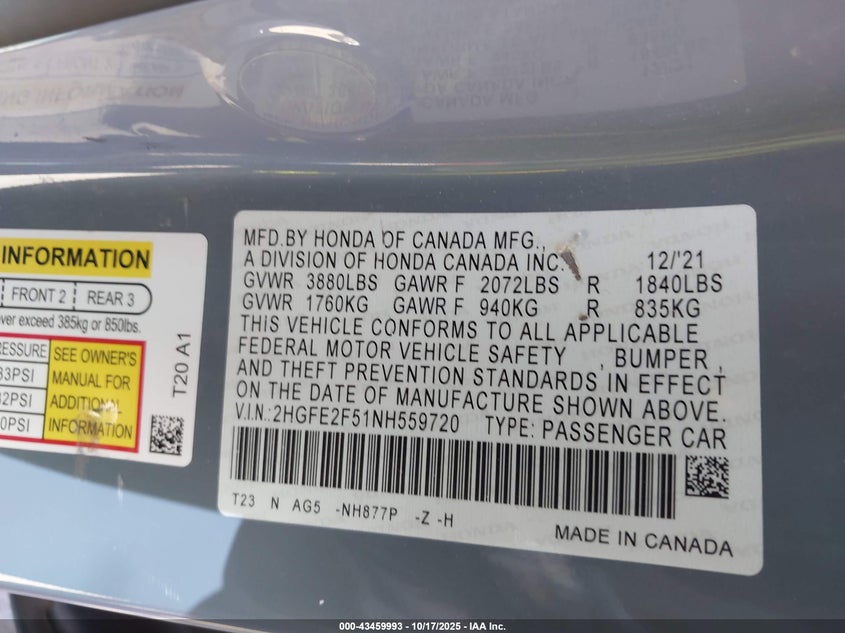 INFORMATION
FRONT 2 REAR 3
ver exceed 385kg or 850lbs.
RESSURE SEE OWNER'S
33PSI MANUAL FOR
32PSI ADDITIONAL
0PSI INFORMATION
T20 A1
MFD.BY HONDA OF CANADA MFG.,
A DIVISION OF HONDA CANADA INC. 12/'21
GVWR 3880LBS GAWR F 2072LBS R 1840LBS
GVWR 1760KG GAWR F 940KG R 835KG
THIS VEHICLE CONFORMS TO ALL APPLICABLE
FEDERAL MOTOR VEHICLE SAFETY , BUMPER ,
AND THEFT PREVENTION STANDARDS IN EFFECT
ON THE DATE OF MANUFACTURE SHOWN ABOVE.
V.I.N.:2HGFE2F51NH559720 TYPE: PASSENGER CAR
T23 N AG5 -NH877P -Z -H
MADE IN CANADA
000-43459993 - 10/17/2025 - IAA Inc.